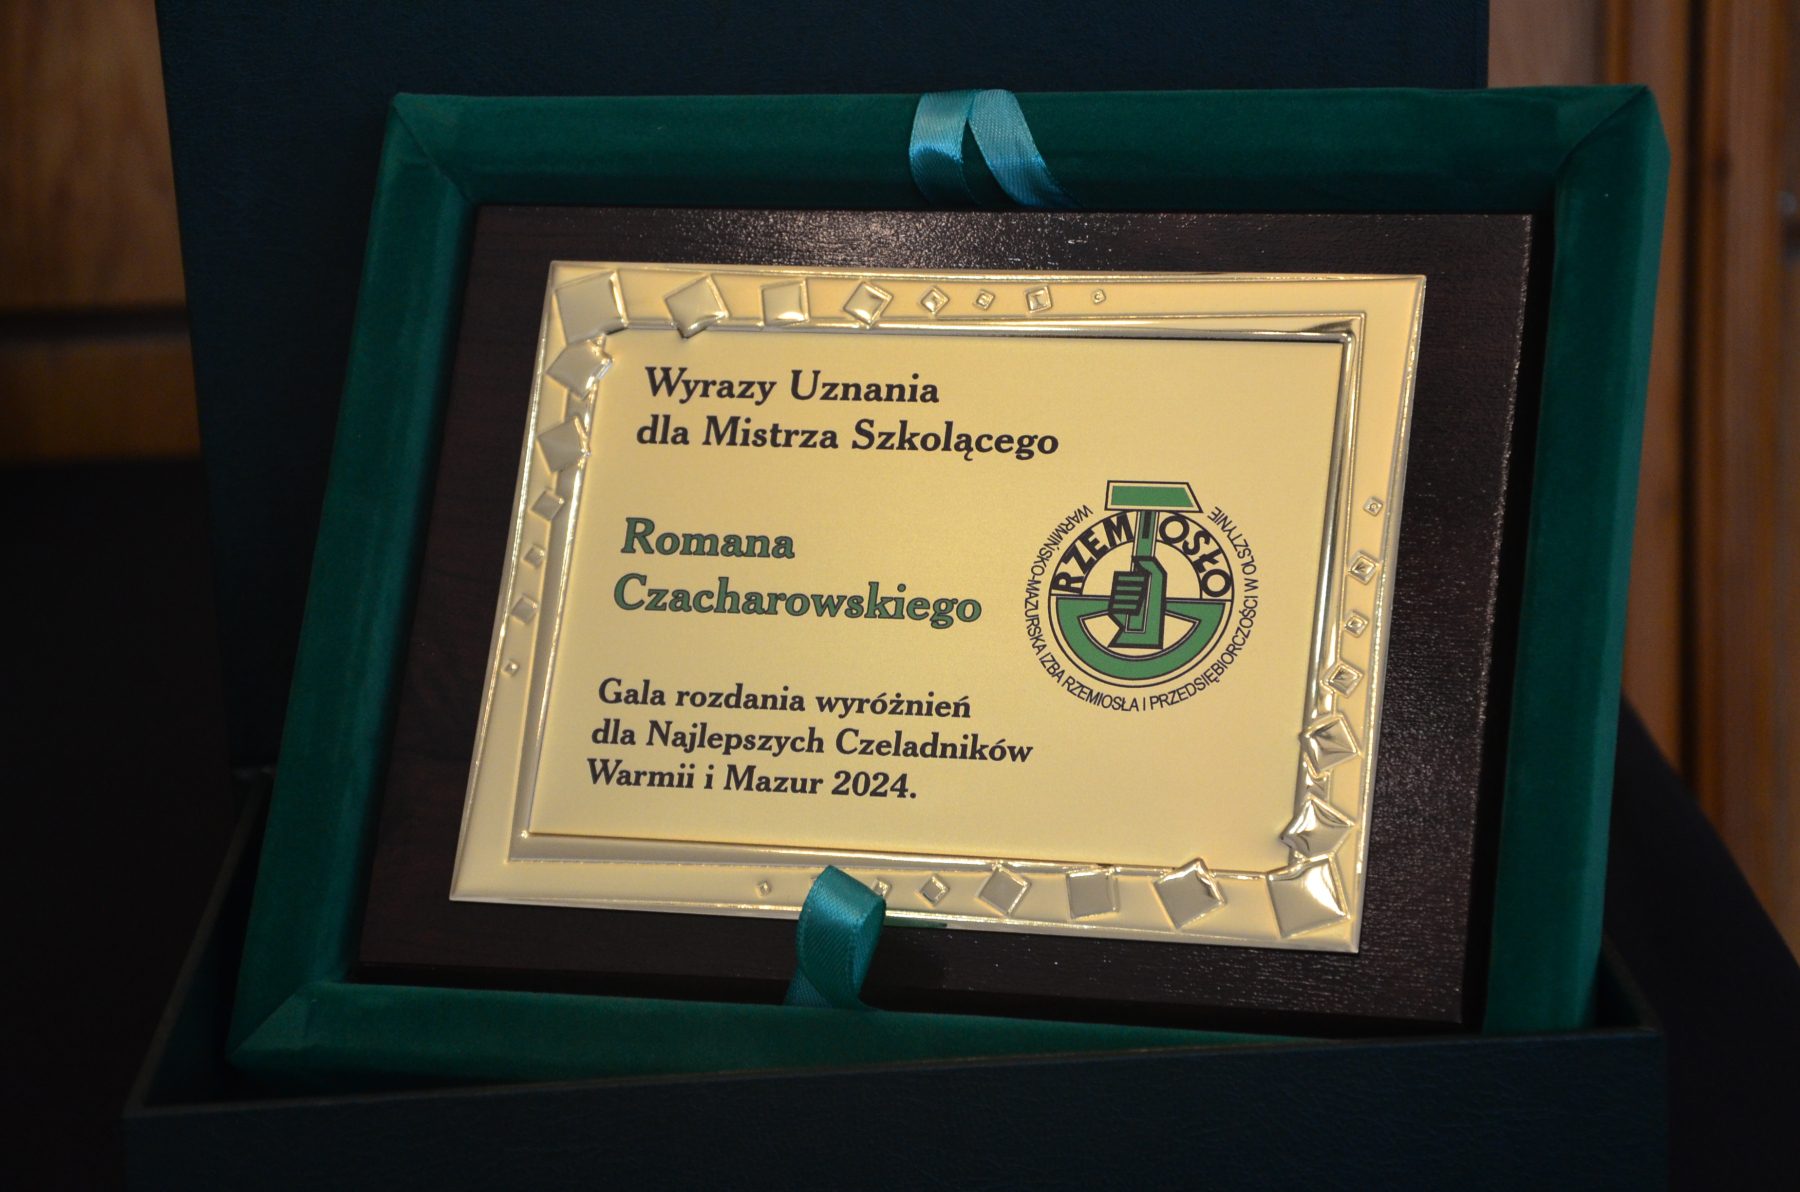 Wyrazy Uznania
dla Mistrza Szkolącego
Romana
Czacharowskiego
RZEMIOSŁO
WARMIŃSKO-MAZURSKA IZBA RZEMIOSŁA I PRZEDSIĘBIORCZOŚCI W OLSZTYNIE
Gala rozdania wyróżnień
dla Najlepszych Czeladników
Warmii i Mazur 2024.